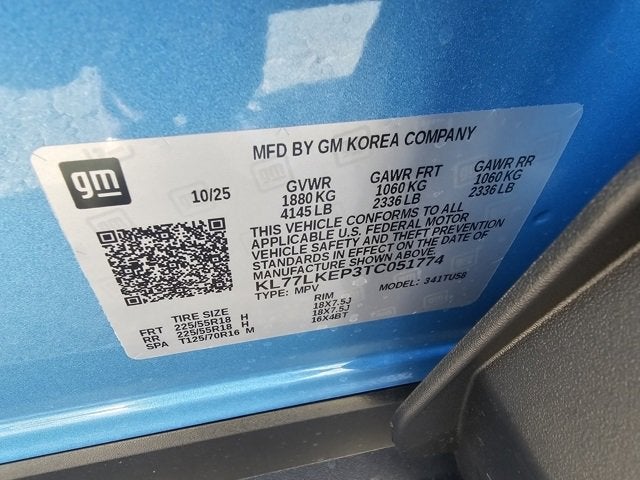 gm
MFD BY GM KOREA COMPANY
10/25
GVWR GAWR FRT GAWR RR
1880 KG 1060 KG 1060 KG
4145 LB 2336 LB 2336 LB
THIS VEHICLE CONFORMS TO ALL
APPLICABLE U.S. FEDERAL MOTOR
VEHICLE SAFETY AND THEFT PREVENTION
STANDARDS IN EFFECT ON THE DATE OF
MANUFACTURE SHOWN ABOVE.
KL77LKEP3TC051774
TYPE: MPV MODEL: 341TU58
TIRE SIZE RIM
FRT 225/55R18 H 18X7.5J
RR 225/55R18 H 18X7.5J
SPA T125/70R16 M 16X4BT